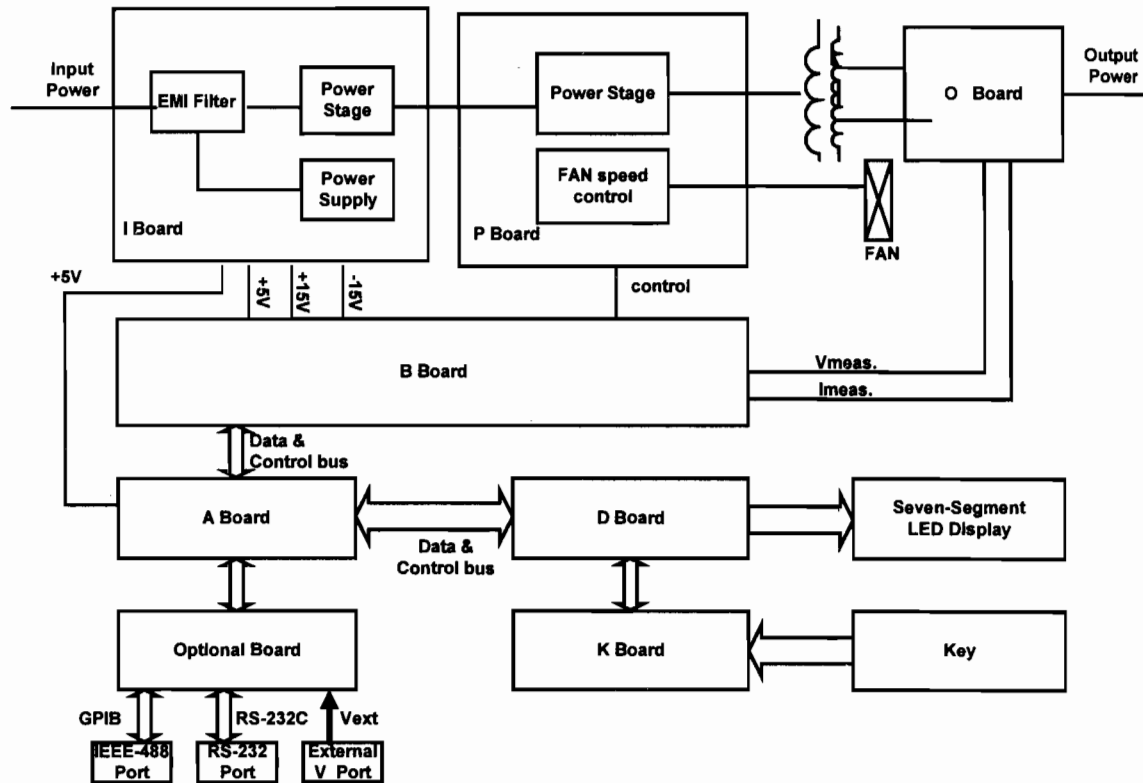 Input
Power
EMI Filter
Power
Stage
Power
Supply
I Board
Power Stage
FAN speed
control
P Board
O Board
Output
Power
FAN
+5V
+5V
+15V
-15V
control
B Board
Vmeas.
Imeas.
Data &
Control bus
A Board
Data &
Control bus
D Board
Seven-Segment
LED Display
Optional Board
K Board
Key
GPIB
RS-232C
Vext
IEEE-488
Port
RS-232
Port
External
V Port